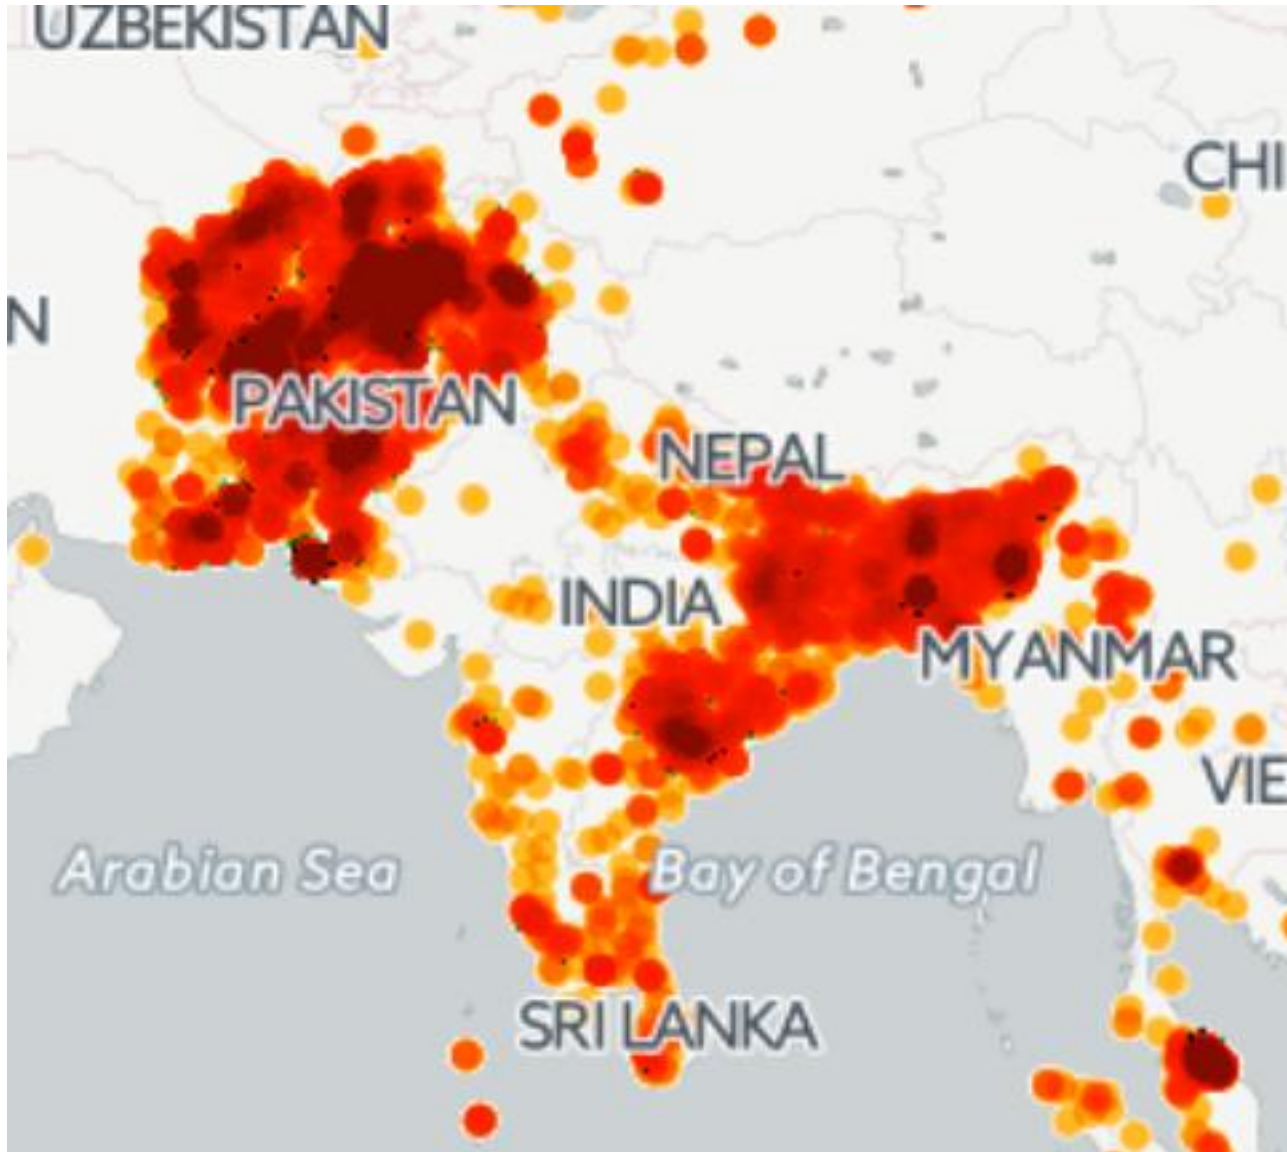 UZBEKISTAN
CHI
N
PAKISTAN
NEPAL
INDIA
MYANMAR
VIE
Arabian Sea
Bay of Bengal
SRI LANKA